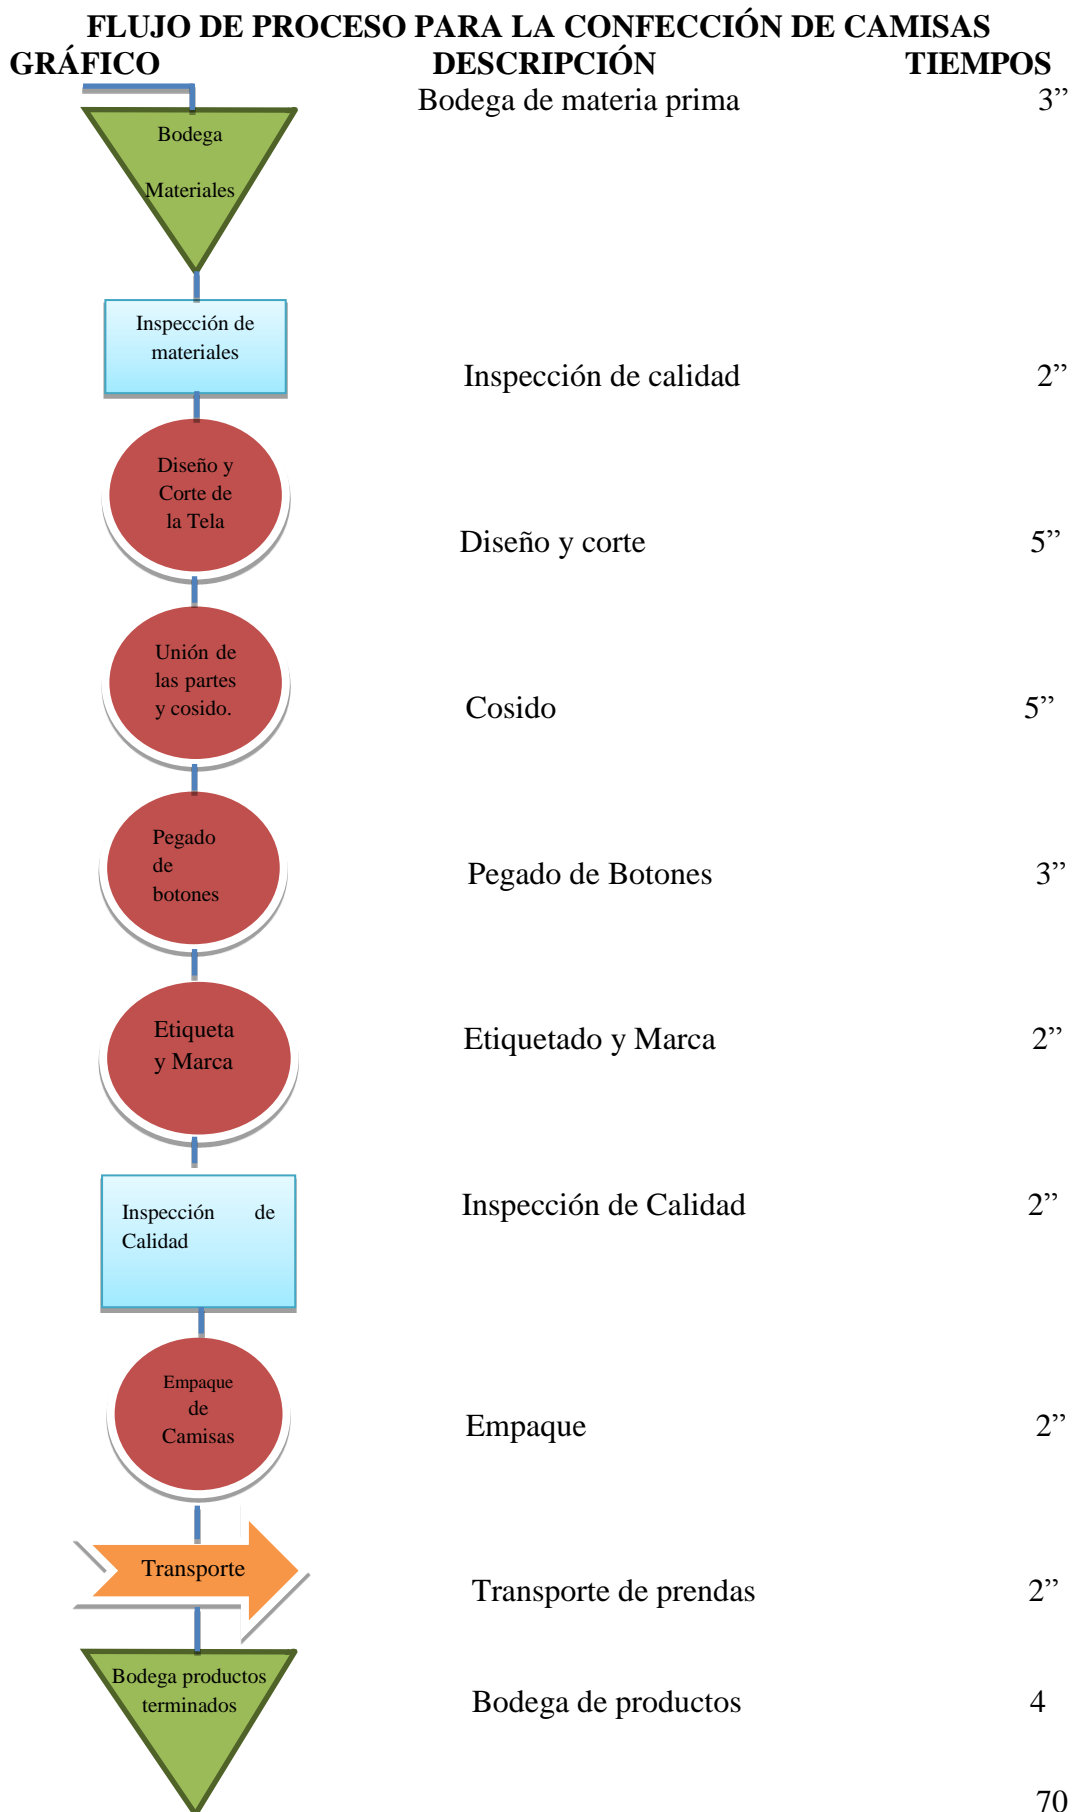 FLUJO DE PROCESO PARA LA CONFECCIÓN DE CAMISAS
GRÁFICO DESCRIPCIÓN TIEMPOS
Bodega de materia prima 3”
Bodega
Materiales
Inspección de
materiales
Inspección de calidad 2”
Diseño y
Corte de
la Tela
Diseño y corte 5”
Unión de
las partes
y cosido.
Cosido 5”
Pegado
de
botones
Pegado de Botones 3”
Etiqueta
y Marca
Etiquetado y Marca 2”
Inspección de
Calidad
Inspección de Calidad 2”
Empaque
de
Camisas
Empaque 2”
Transporte
Transporte de prendas 2”
Bodega productos
terminados
Bodega de productos 4
70